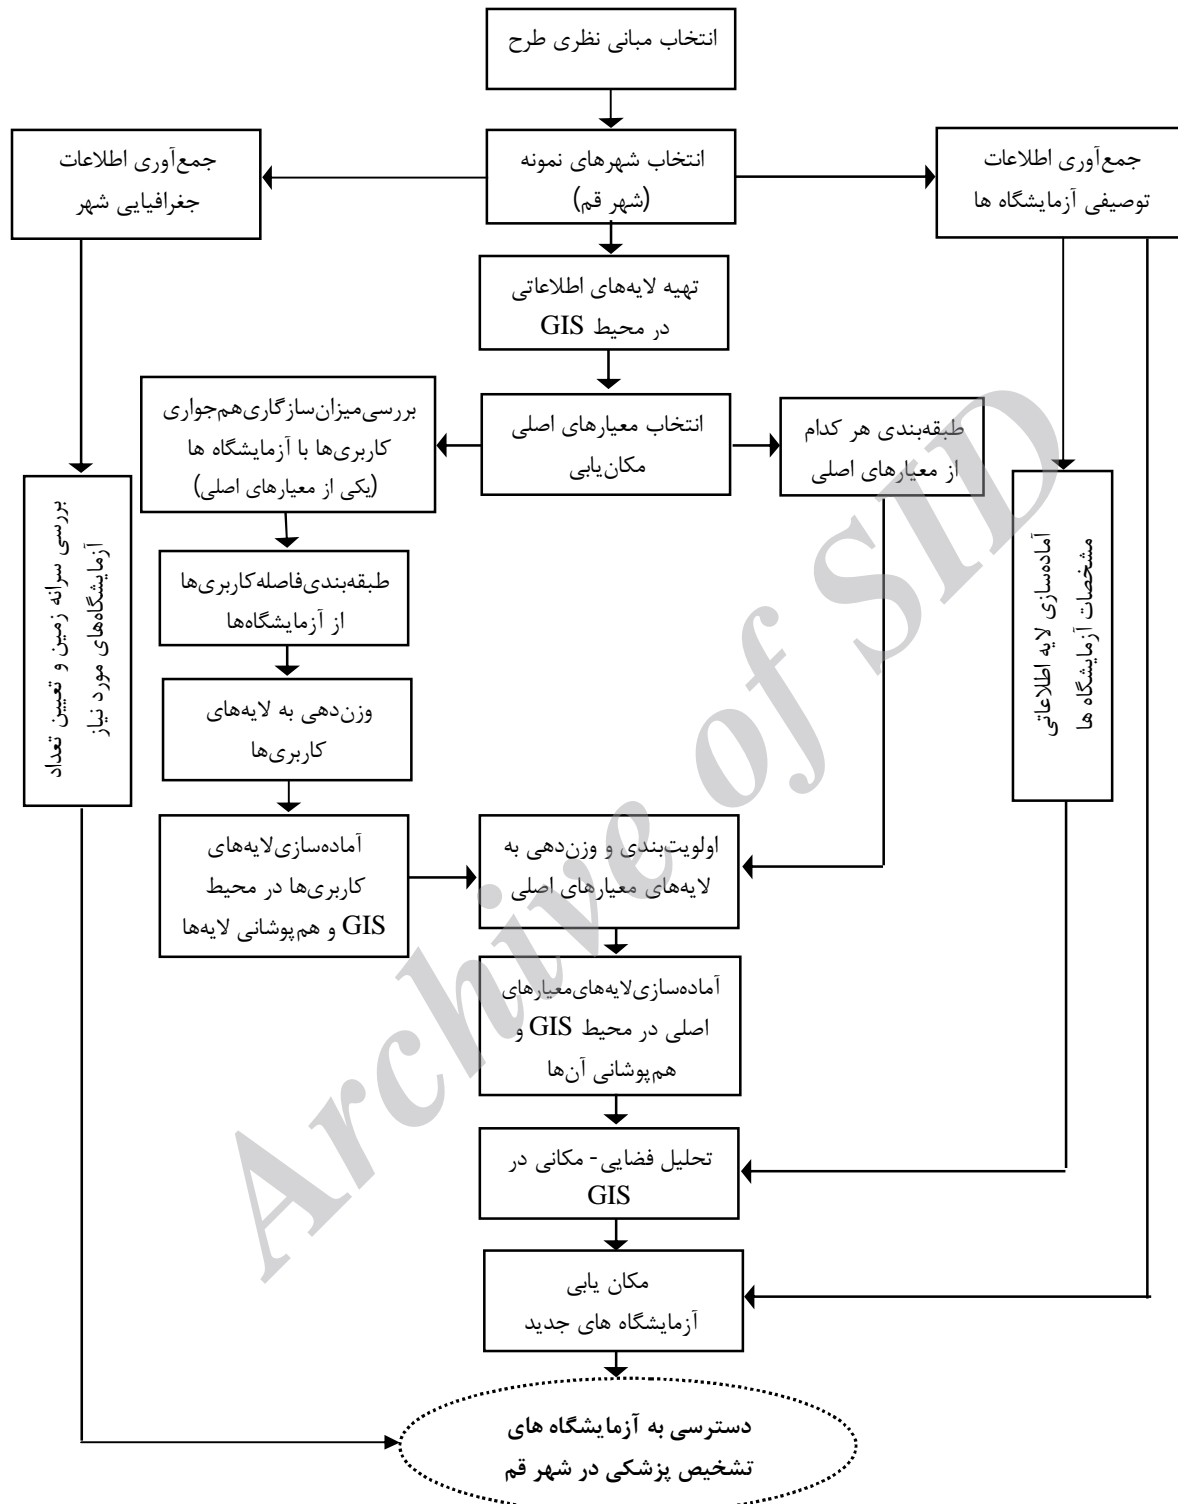 انتخاب مبانی نظری طرح
جمع‌آوری اطلاعات
توصیفی آزمایشگاه ها
انتخاب شهرهای نمونه
(شهر قم)
جمع‌آوری اطلاعات
جغرافیایی شهر
تهیه لایه‌های اطلاعاتی
در محیط GIS
طبقه‌بندی هر کدام
از معیارهای اصلی
انتخاب معیارهای اصلی
مکان‌یابی
بررسی‌میزان‌سازگاری‌هم‌جواری
کاربری‌ها با آزمایشگاه ها
(یکی از معیارهای اصلی)
آماده‌سازی لایه اطلاعاتی
مشخصات آزمایشگاه ها
بررسی سرانه زمین و تعیین تعداد
آزمایشگاه‌های مورد نیاز
طبقه‌بندی‌فاصله‌کاربری‌ها
از آزمایشگاه‌ها
وزن‌دهی به لایه‌های
کاربری‌ها
آماده‌سازی‌لایه‌های
کاربری‌ها در محیط
GIS و هم‌پوشانی لایه‌ها
اولویت‌بندی و وزن‌دهی به
لایه‌های معیارهای اصلی
آماده‌سازی‌لایه‌های‌معیارهای
اصلی در محیط GIS و
هم‌پوشانی آن‌ها
تحلیل فضایی- مکانی در
GIS
مکان یابی
آزمایشگاه های جدید
دسترسی به آزمایشگاه های
تشخیص پزشکی در شهر قم
Archive of SID